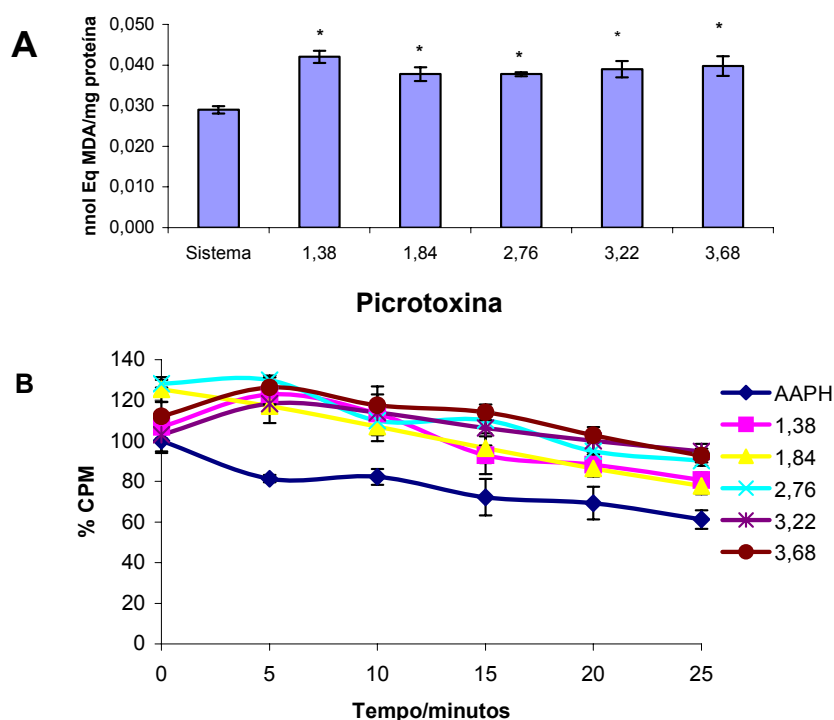 A
nnol Eq MDA/mg proteína
0,050
0,040
0,030
0,020
0,010
0,000
* * * * *
Sistema 1,38 1,84 2,76 3,22 3,68
Picrotoxina
B
% CPM
140
120
100
80
60
40
20
0
0 5 10 15 20 25
Tempo/minutos
AAPH
1,38
1,84
2,76
3,22
3,68